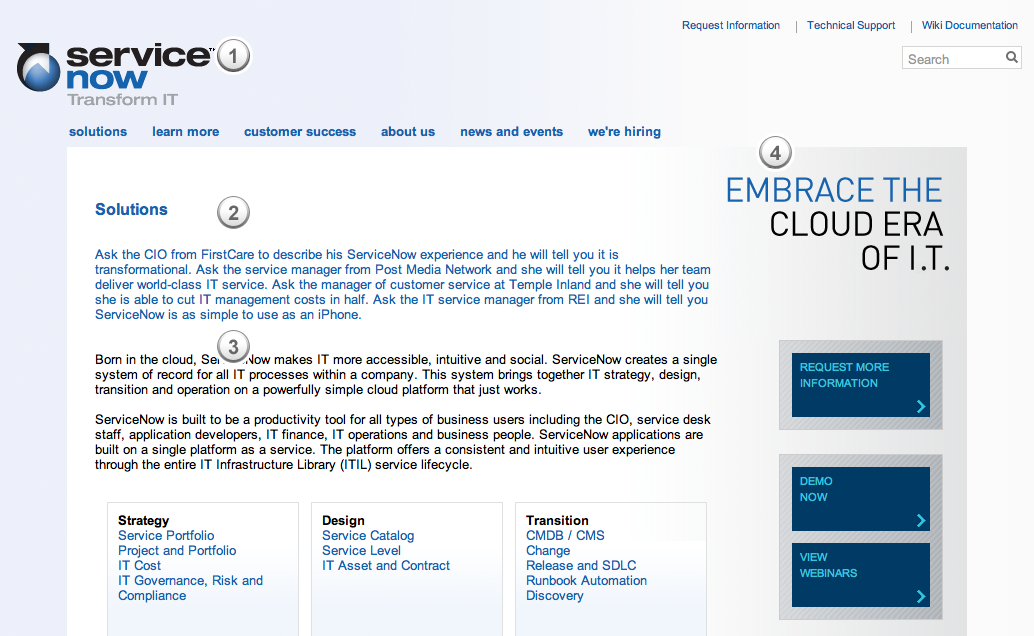 Request Information | Technical Support | Wiki Documentation
service™ 1
now
Transform IT
Search
solutions learn more customer success about us news and events we're hiring
4
EMBRACE THE
CLOUD ERA
OF I.T.
Solutions 2
Ask the CIO from FirstCare to describe his ServiceNow experience and he will tell you it is
transformational. Ask the service manager from Post Media Network and she will tell you it helps her team
deliver world-class IT service. Ask the manager of customer service at Temple Inland and she will tell you
she is able to cut IT management costs in half. Ask the IT service manager from REI and she will tell you
ServiceNow is as simple to use as an iPhone.
3
Born in the cloud, ServiceNow makes IT more accessible, intuitive and social. ServiceNow creates a single
system of record for all IT processes within a company. This system brings together IT strategy, design,
transition and operation on a powerfully simple cloud platform that just works.
ServiceNow is built to be a productivity tool for all types of business users including the CIO, service desk
staff, application developers, IT finance, IT operations and business people. ServiceNow applications are
built on a single platform as a service. The platform offers a consistent and intuitive user experience
through the entire IT Infrastructure Library (ITIL) service lifecycle.
Strategy
Service Portfolio
Project and Portfolio
IT Cost
IT Governance, Risk and
Compliance
Design
Service Catalog
Service Level
IT Asset and Contract
Transition
CMDB / CMS
Change
Release and SDLC
Runbook Automation
Discovery
REQUEST MORE
INFORMATION
DEMO
NOW
VIEW
WEBINARS